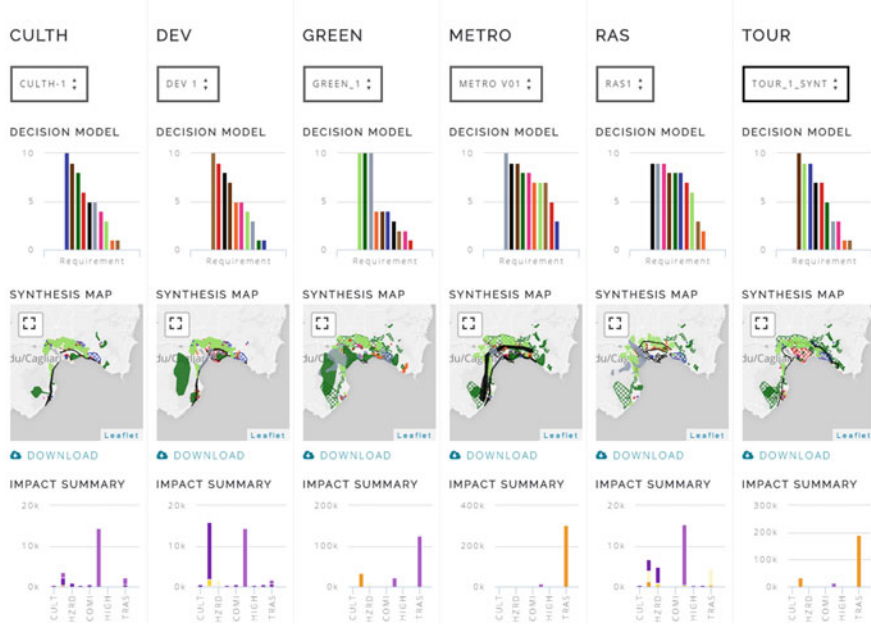 CULTH DEV GREEN METRO RAS TOUR
CULTH-1 DEV 1 GREEN_1 METRO V01 RAS1 TOUR_1_SYNT
DECISION MODEL DECISION MODEL DECISION MODEL DECISION MODEL DECISION MODEL DECISION MODEL
10 10 10 10 10 10
5 5 5 5 5 5
0 0 0 0 0 0
Requirement Requirement Requirement Requirement Requirement Requirement
SYNTHESIS MAP SYNTHESIS MAP SYNTHESIS MAP SYNTHESIS MAP SYNTHESIS MAP SYNTHESIS MAP
Leaflet Leaflet Leaflet Leaflet Leaflet Leaflet
DOWNLOAD DOWNLOAD DOWNLOAD DOWNLOAD DOWNLOAD DOWNLOAD
IMPACT SUMMARY IMPACT SUMMARY IMPACT SUMMARY IMPACT SUMMARY IMPACT SUMMARY IMPACT SUMMARY
20k 20k 200k 400k 20k 300k
200k
10k 10k 100k 200k 10k
100k
0k 0k 0k 0k 0k 0k
CULT HZRD COMI HIGH TRAS CULT HZRD COMI HIGH TRAS CULT HZRD COMI HIGH TRAS CULT HZRD COMI HIGH TRAS CULT HZRD COMI HIGH TRAS CULT HZRD COMI HIGH TRAS